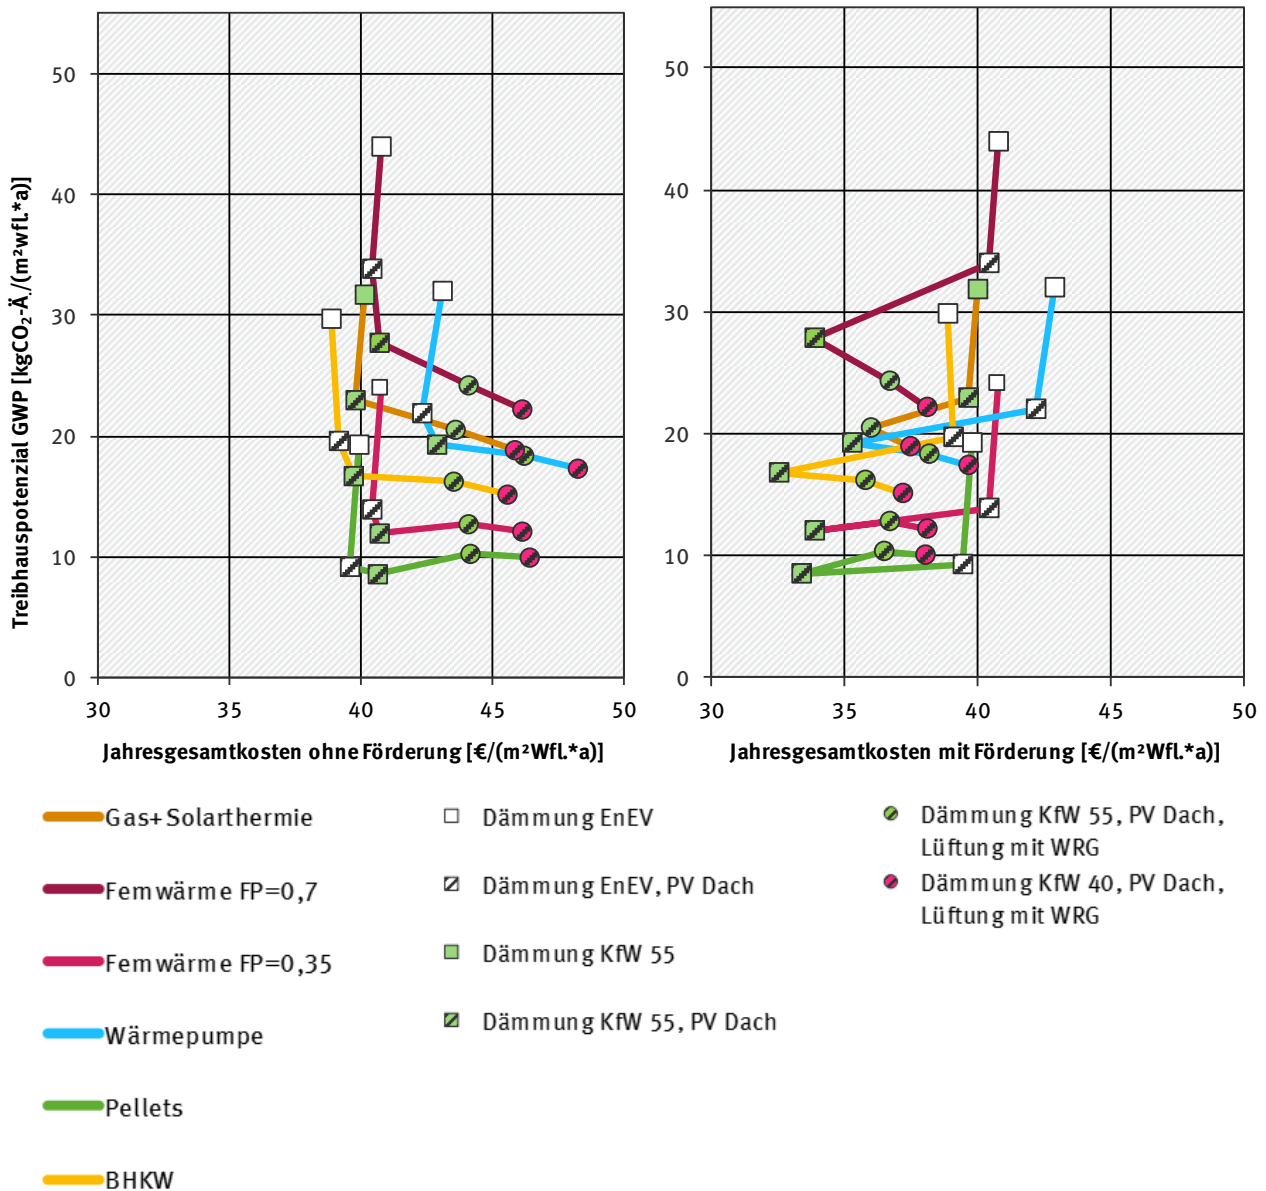 Treibhauspotenzial GWP [kgCO₂-Ä./(m²wfl.*a)]
50
40
30
20
10
0
30 35 40 45 50
Jahresgesamtkosten ohne Förderung [€/(m²Wfl.*a)]
50
40
30
20
10
0
30 35 40 45 50
Jahresgesamtkosten mit Förderung [€/(m²Wfl.*a)]
Gas+Solarthermie
Fernwärme FP=0,7
Fernwärme FP=0,35
Wärmepumpe
Pellets
BHKW
Dämmung EnEV
Dämmung EnEV, PV Dach
Dämmung KfW 55
Dämmung KfW 55, PV Dach
Dämmung KfW 55, PV Dach,
Lüftung mit WRG
Dämmung KfW 40, PV Dach,
Lüftung mit WRG